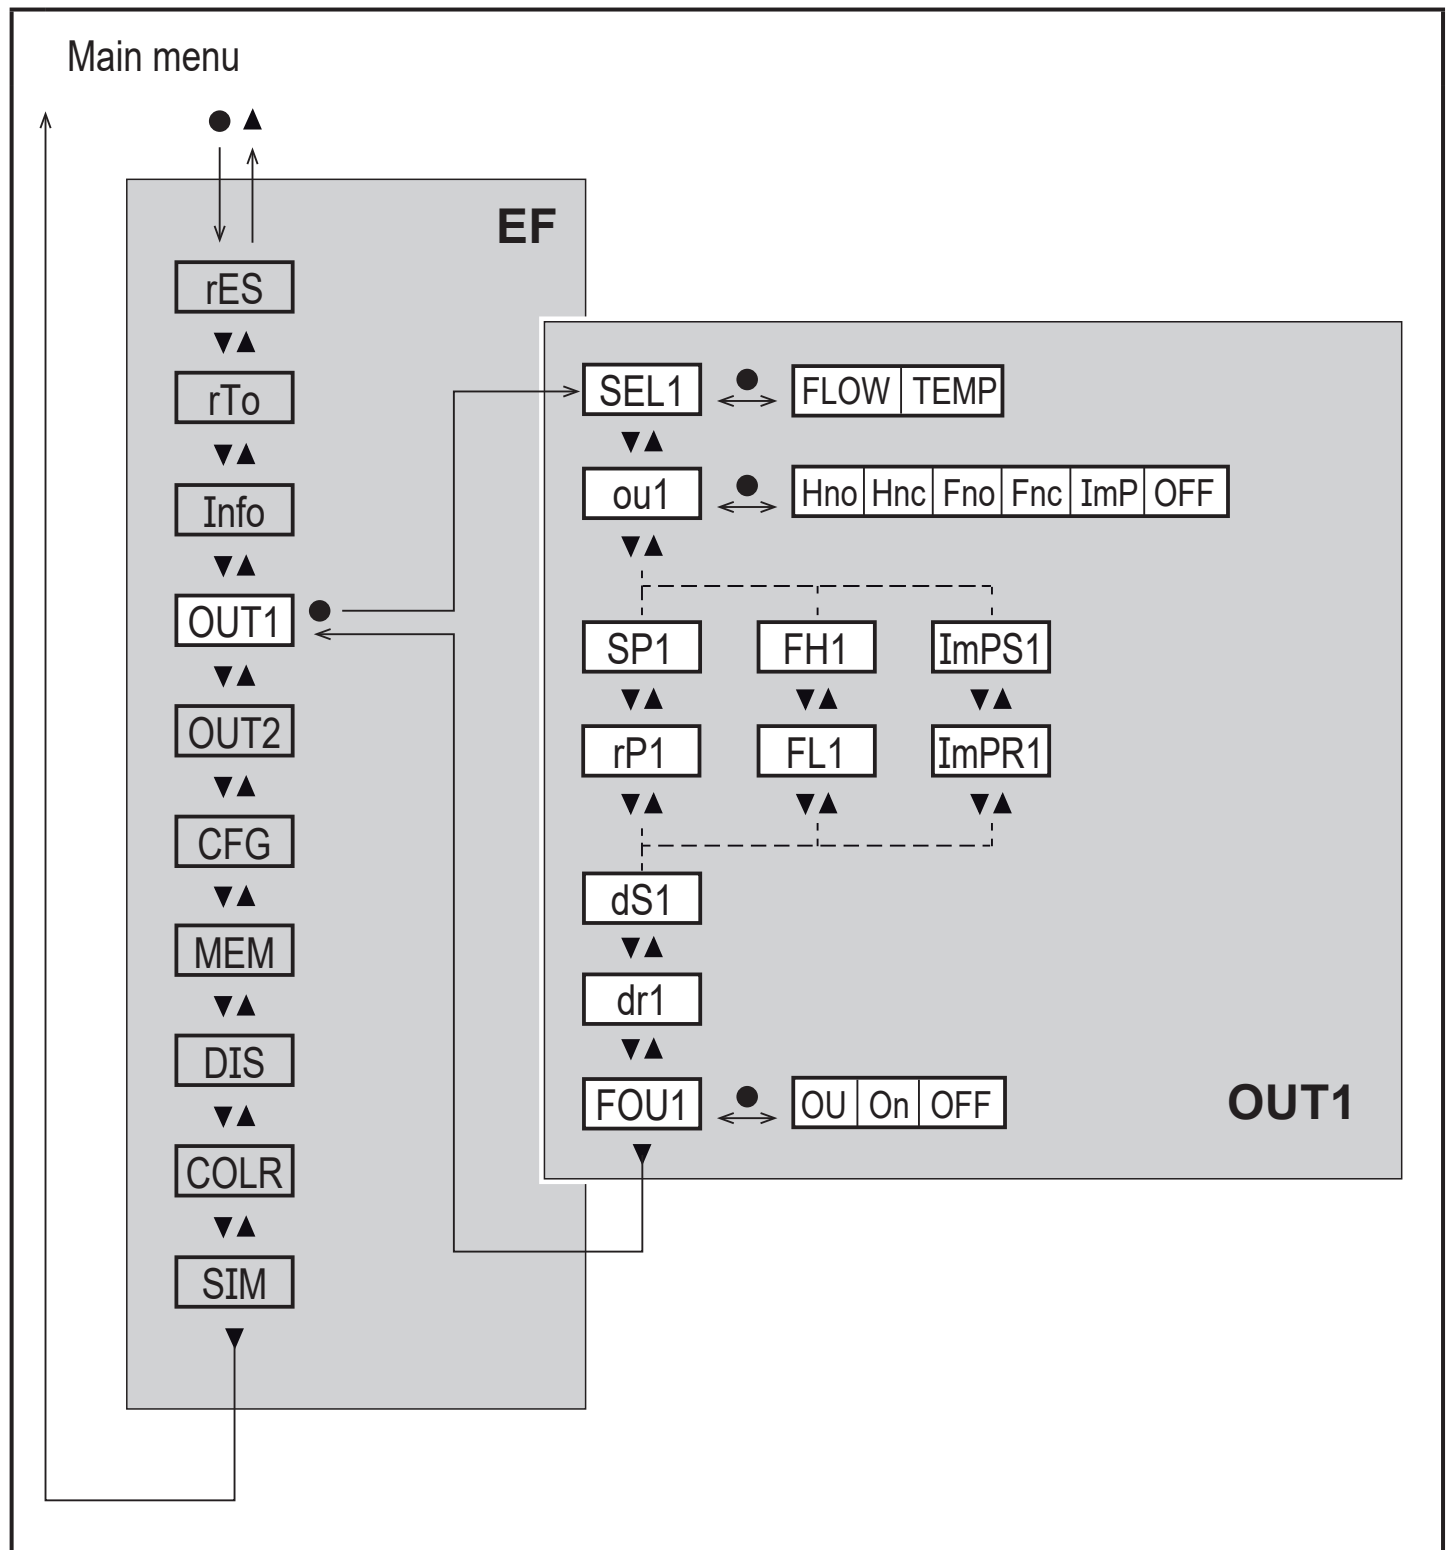 Main menu
EF
rES
rTo
Info
OUT1
OUT2
CFG
MEM
DIS
COLR
SIM
SEL1 FLOW TEMP
ou1 Hno Hnc Fno Fnc ImP OFF
SP1 FH1 ImPS1
rP1 FL1 ImPR1
dS1
dr1
FOU1 OU On OFF
OUT1